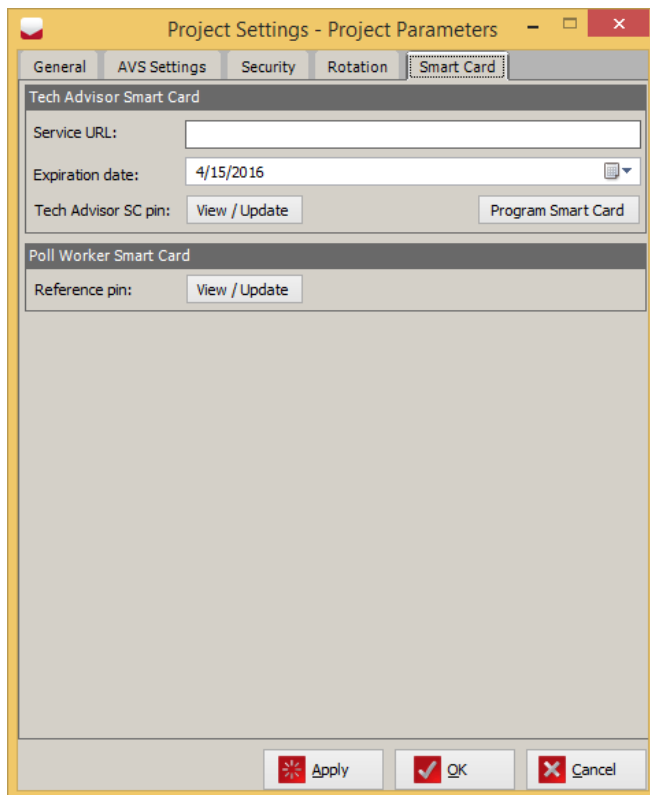 Project Settings - Project Parameters
General AVS Settings Security Rotation Smart Card
Tech Advisor Smart Card
Service URL:
Expiration date: 4/15/2016
Tech Advisor SC pin: View / Update Program Smart Card
Poll Worker Smart Card
Reference pin: View / Update
Apply OK Cancel